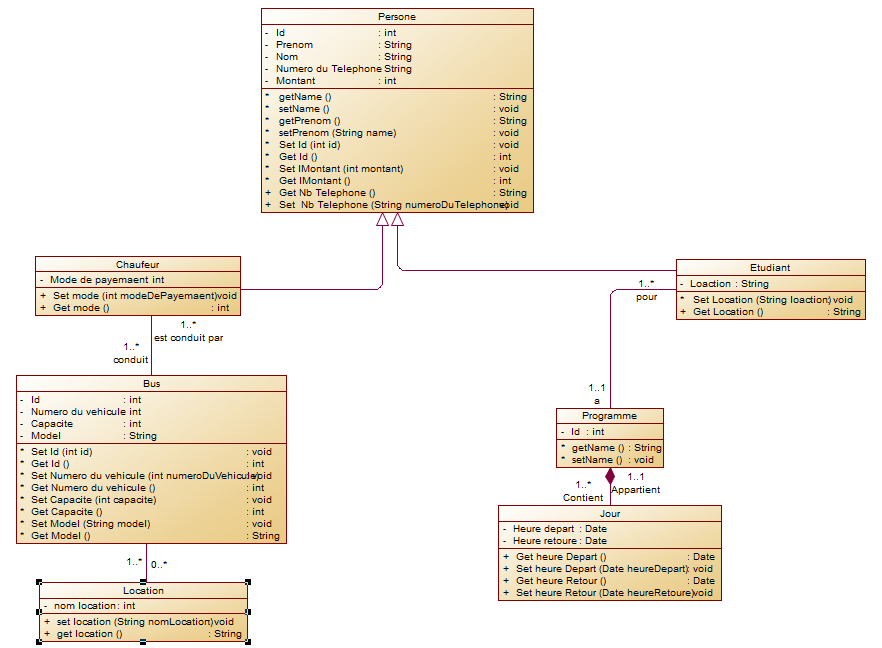 Persone
- Id : int
- Prenom : String
- Nom : String
- Numero du Telephone String
- Montant : int
* getName () : String
* setName () : void
* getPrenom () : String
* setPrenom (String name) : void
* Set Id (int id) : void
* Get Id () : int
* Set IMontant (int montant) : void
* Get IMontant () : int
+ Get Nb Telephone () : String
+ Set Nb Telephone (String numeroDuTelephone) void
Chaufeur
- Mode de payemaent int
+ Set mode (int modeDePayemaent) void
+ Get mode () : int
Etudiant
- Loaction : String
* Set Location (String loaction) void
+ Get Location () : String
1..*
est conduit par
1..*
conduit
1..*
pour
1..1
a
Bus
- Id : int
- Numero du vehicule int
- Capacite : int
- Model : String
* Set Id (int id) : void
* Get Id () : int
* Set Numero du vehicule (int numeroDuVehicule) void
* Get Numero du vehicule () : int
* Set Capacite (int capacite) : void
* Get Capacite () : int
* Set Model (String model) : void
* Get Model () : String
Programme
- Id : int
* getName () : String
* setName () : void
1..1
Appartient
1..*
Contient
Jour
- Heure depart : Date
- Heure retoure : Date
+ Get heure Depart () : Date
+ Set heure Depart (Date heureDepart) : void
+ Get heure Retour () : Date
+ Set heure Retour (Date heureRetoure) void
1..* 0..*
Location
- nom location : int
+ set location (String nomLocation) void
+ get location () : String